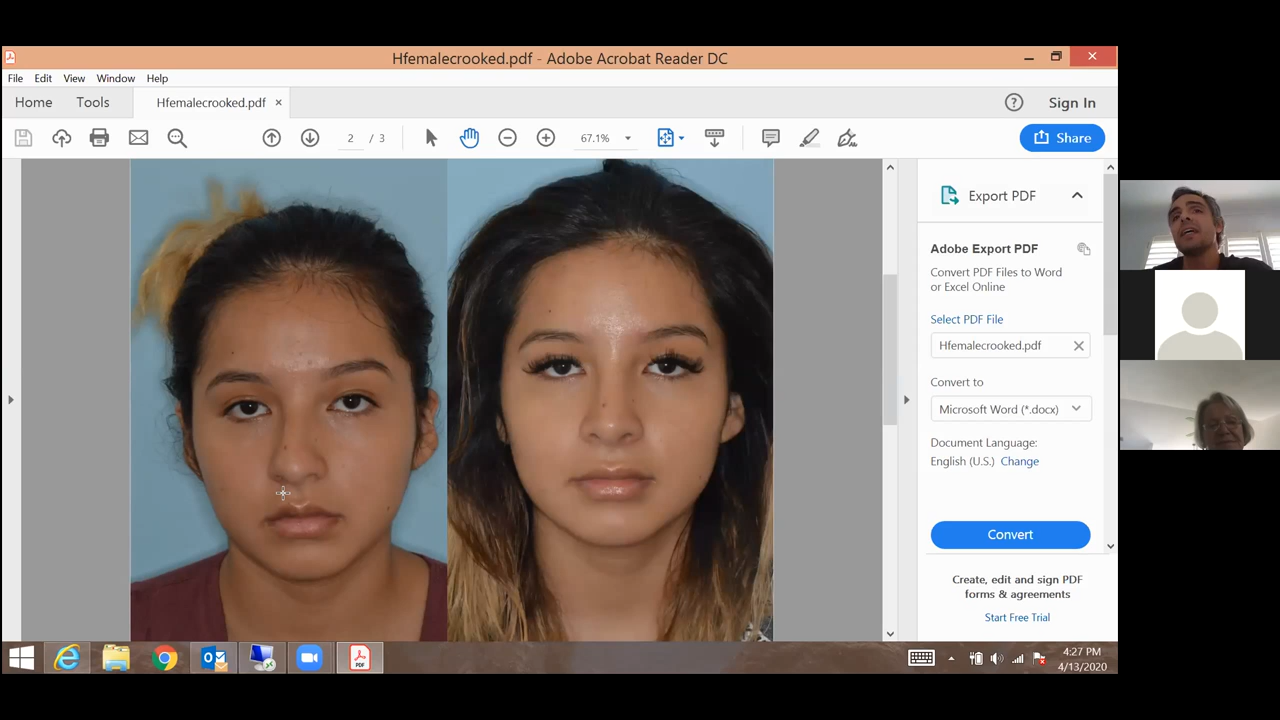 Hfemalecrooked.pdf - Adobe Acrobat Reader DC
File Edit View Window Help
Home Tools Hfemalecrooked.pdf × Sign In
2 / 3 67.1% Share
Export PDF
Adobe Export PDF
Convert PDF Files to Word
or Excel Online
Select PDF File
Hfemalecrooked.pdf
Convert to
Microsoft Word (*.docx)
Document Language:
English (U.S.) Change
Convert
Create, edit and sign PDF
forms & agreements
Start Free Trial
4:27 PM
4/13/2020